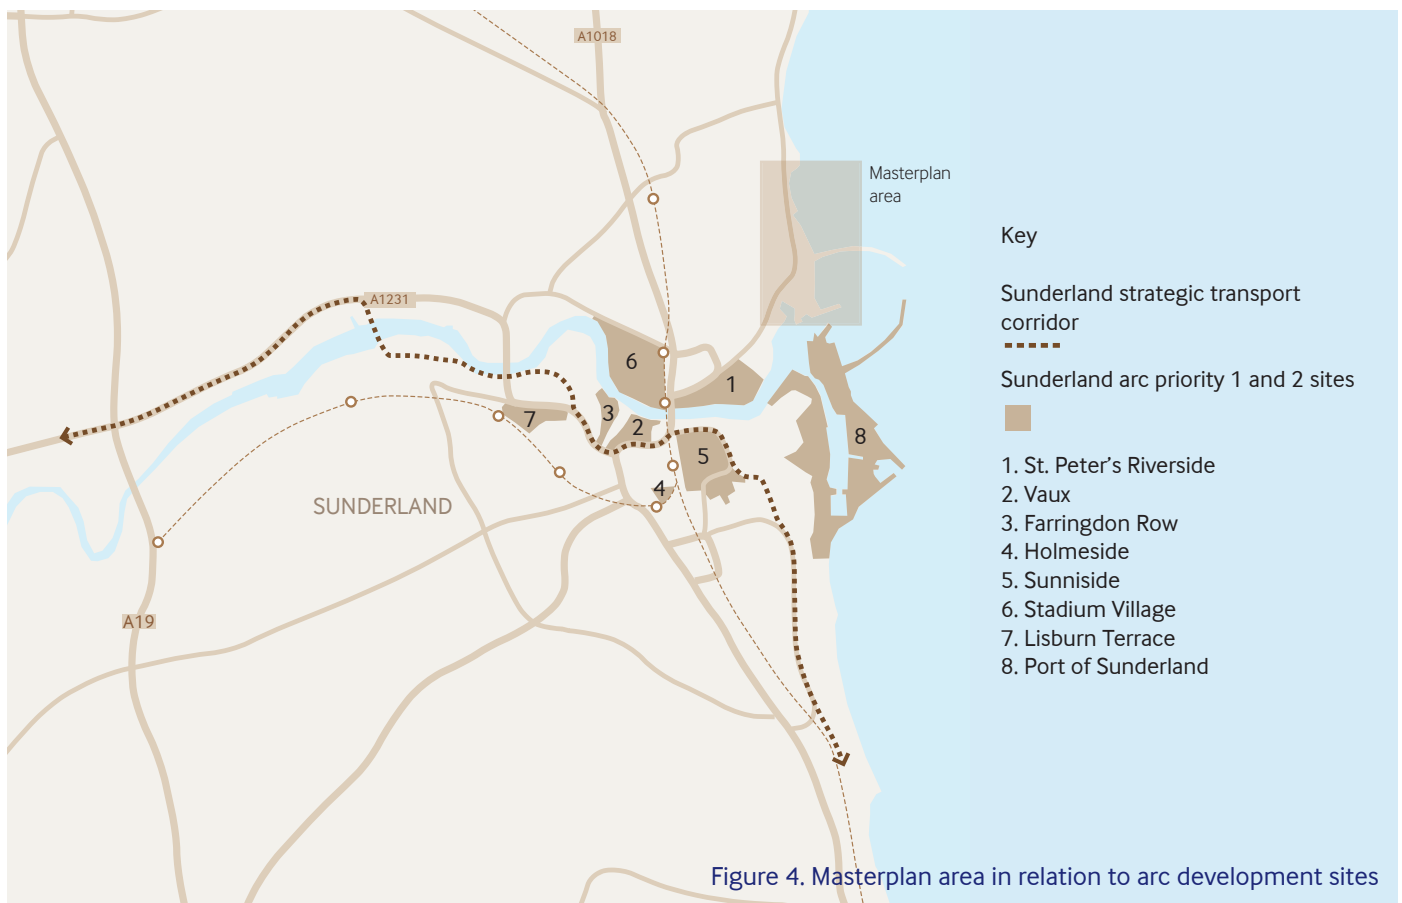 A1018
Masterplan
area
Key
Sunderland strategic transport
corridor
A1231
Sunderland arc priority 1 and 2 sites
6
1
3
7
2
8
5
4
1. St. Peter’s Riverside
2. Vaux
3. Farringdon Row
4. Holmeside
5. Sunniside
6. Stadium Village
7. Lisburn Terrace
8. Port of Sunderland
SUNDERLAND
A19
Figure 4. Masterplan area in relation to arc development sites